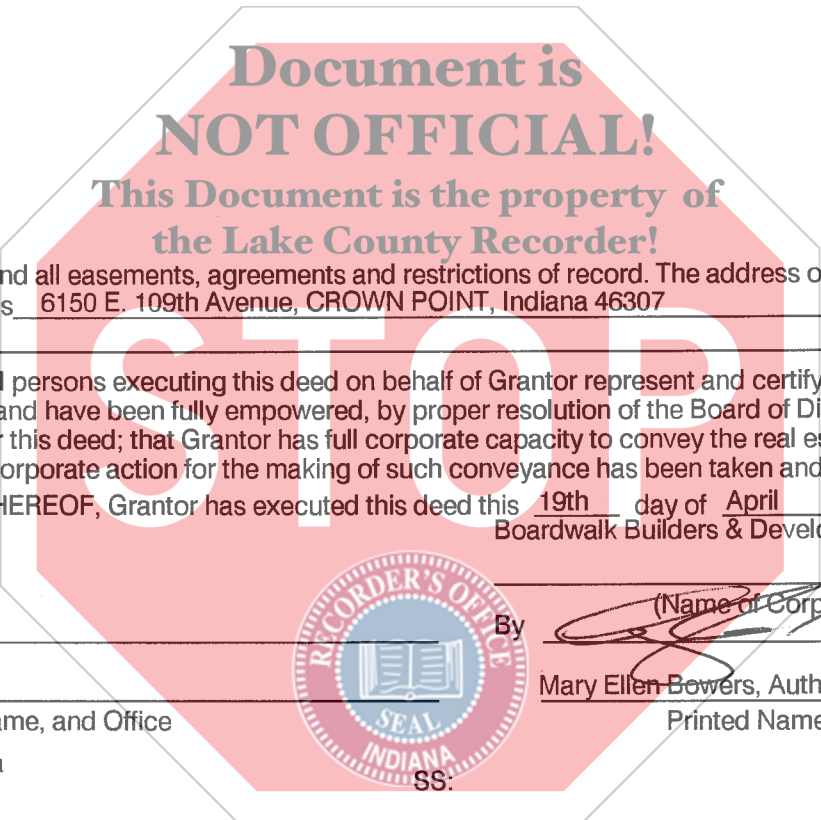 Document is
NOT OFFICIAL!
This Document is the property of
the Lake County Recorder!
nd all easements, agreements and restrictions of record. The address o
s 6150 E. 109th Avenue, CROWN POINT, Indiana 46307
STOP
persons executing this deed on behalf of Grantor represent and certify
and have been fully empowered, by proper resolution of the Board of Di
r this deed; that Grantor has full corporate capacity to convey the real es
orporate action for the making of such conveyance has been taken and
HEREOF, Grantor has executed this deed this 19th day of April
Boardwalk Builders & Develo
(Name of Corp
By
Mary Ellen Bowers, Auth
ame, and Office
Printed Name
RECORDER'S OFFICE
SEAL
INDIANA
SS: